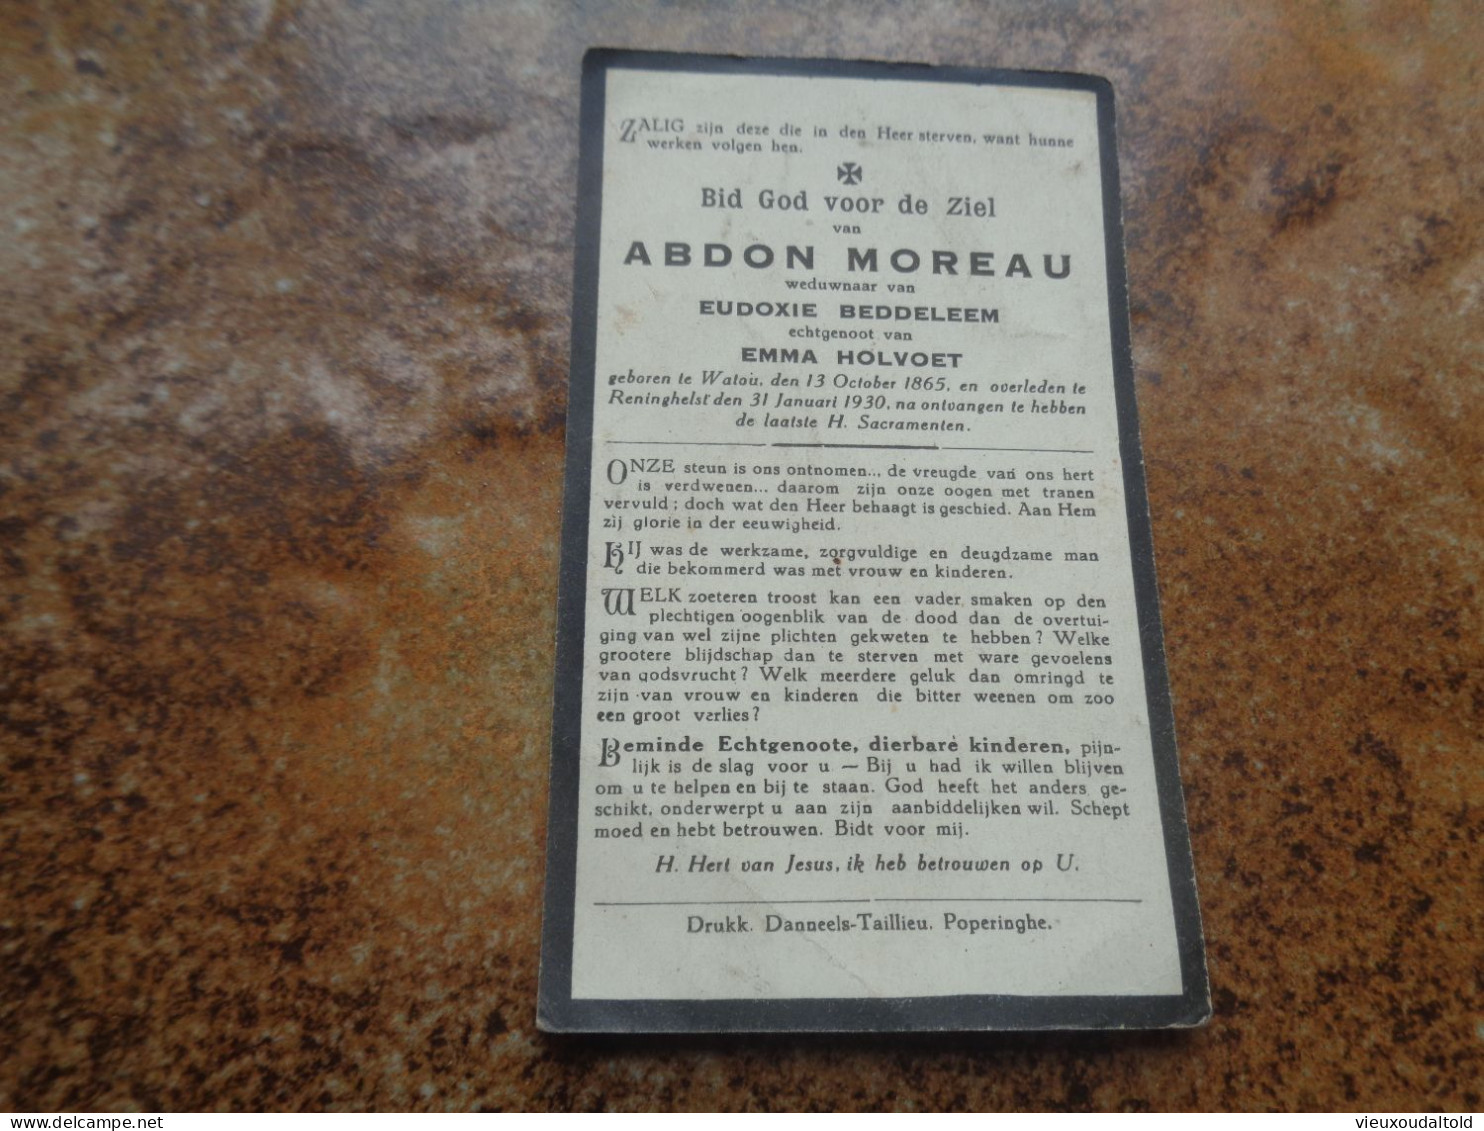 ZALIG zijn deze die in den Heer sterven, want hunne
werken volgen hen.
Bid God voor de Ziel
van
ABDON MOREAU
weduwnaar van
EUDOXIE BEDDELEEM
echtgenoot van
EMMA HOLVOET
geboren te Watou, den 13 October 1865, en overleden te
Reninghelst den 31 Januari 1930, na ontvangen te hebben
de laatste H. Sacramenten.
ONZE steun is ons ontnomen... de vreugde van ons hert
is verdwenen... daarom zijn onze oogen met tranen
vervuld ; doch wat den Heer behaagt is geschied. Aan Hem
zij glorie in der eeuwigheid.
HIJ was de werkzame, zorgvuldige en deugdzame man
die bekommerd was met vrouw en kinderen.
WELK zoeteren troost kan een vader smaken op den
plechtigen oogenblik van de dood dan de overtui-
ging van wel zijne plichten gekweten te hebben ? Welke
grootere blijdschap dan te sterven met ware gevoelens
van godsvrucht ? Welk meerdere geluk dan omringd te
zijn van vrouw en kinderen die bitter weenen om zoo
een groot verlies ?
Beminde Echtgenoote, dierbare kinderen, pijn-
lijk is de slag voor u — Bij u had ik willen blijven
om u te helpen en bij te staan. God heeft het anders ge-
schikt, onderwerpt u aan zijn aanbiddelijken wil. Schept
moed en hebt betrouwen. Bidt voor mij.
H. Hert van Jesus, ik heb betrouwen op U.
Drukk. Danneels-Taillieu. Poperinghe.
vieuxoudaltold